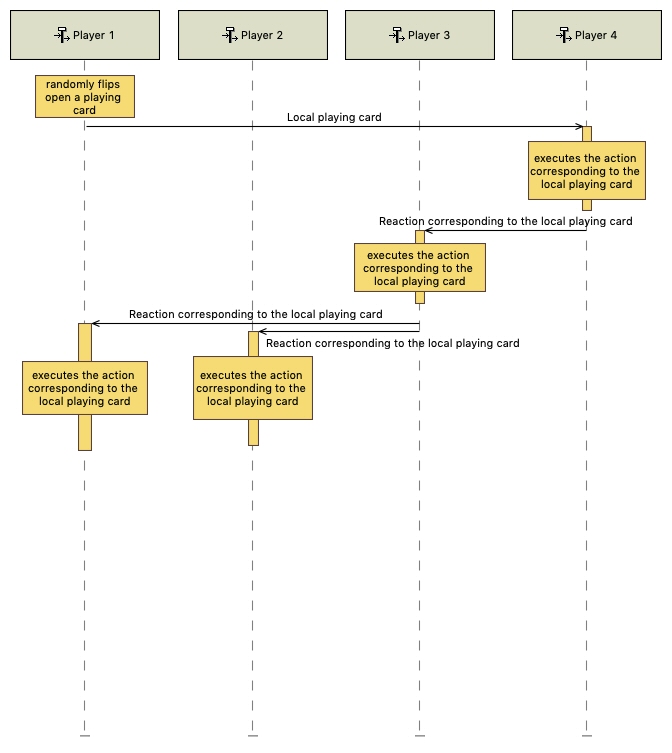 Player 1
Player 2
Player 3
Player 4
randomly flips
open a playing
card
Local playing card
executes the action
corresponding to the
local playing card
Reaction corresponding to the local playing card
executes the action
corresponding to the
local playing card
Reaction corresponding to the local playing card
Reaction corresponding to the local playing card
executes the action
corresponding to the
local playing card
executes the action
corresponding to the
local playing card